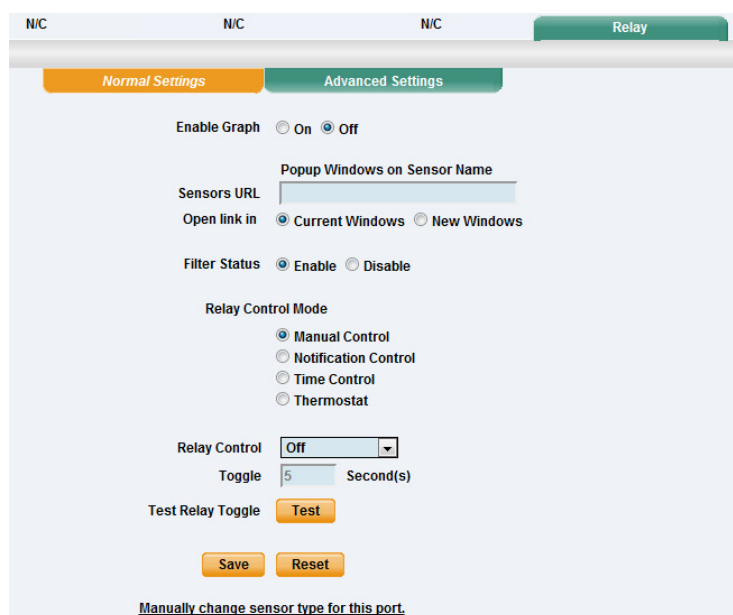 N/C N/C N/C Relay
Normal Settings Advanced Settings
Enable Graph On Off
Popup Windows on Sensor Name
Sensors URL
Open link in Current Windows New Windows
Filter Status Enable Disable
Relay Control Mode
Manual Control
Notification Control
Time Control
Thermostat
Relay Control Off
Toggle 5 Second(s)
Test Relay Toggle Test
Save Reset
Manually change sensor type for this port.